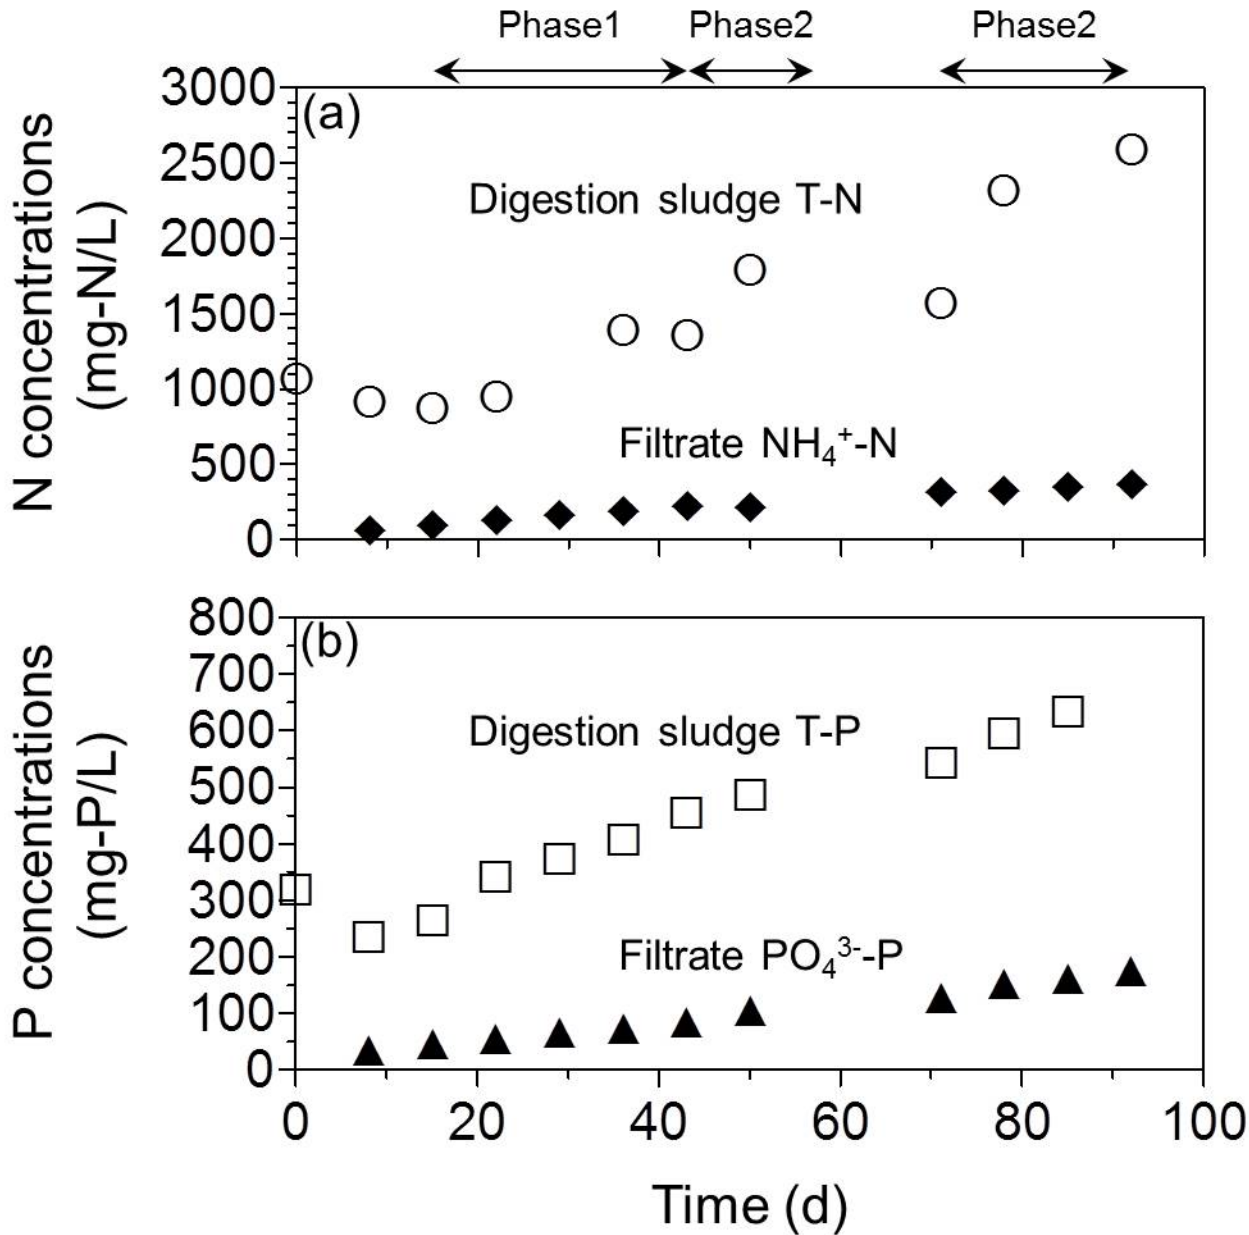 Phase1 Phase2 Phase2
(a)
3000
2500
2000
1500
1000
500
0
N concentrations
(mg-N/L)
Digestion sludge T-N
Filtrate NH₄⁺-N
(b)
800
700
600
500
400
300
200
100
0
P concentrations
(mg-P/L)
Digestion sludge T-P
Filtrate PO₄³⁻-P
0 20 40 60 80 100
Time (d)